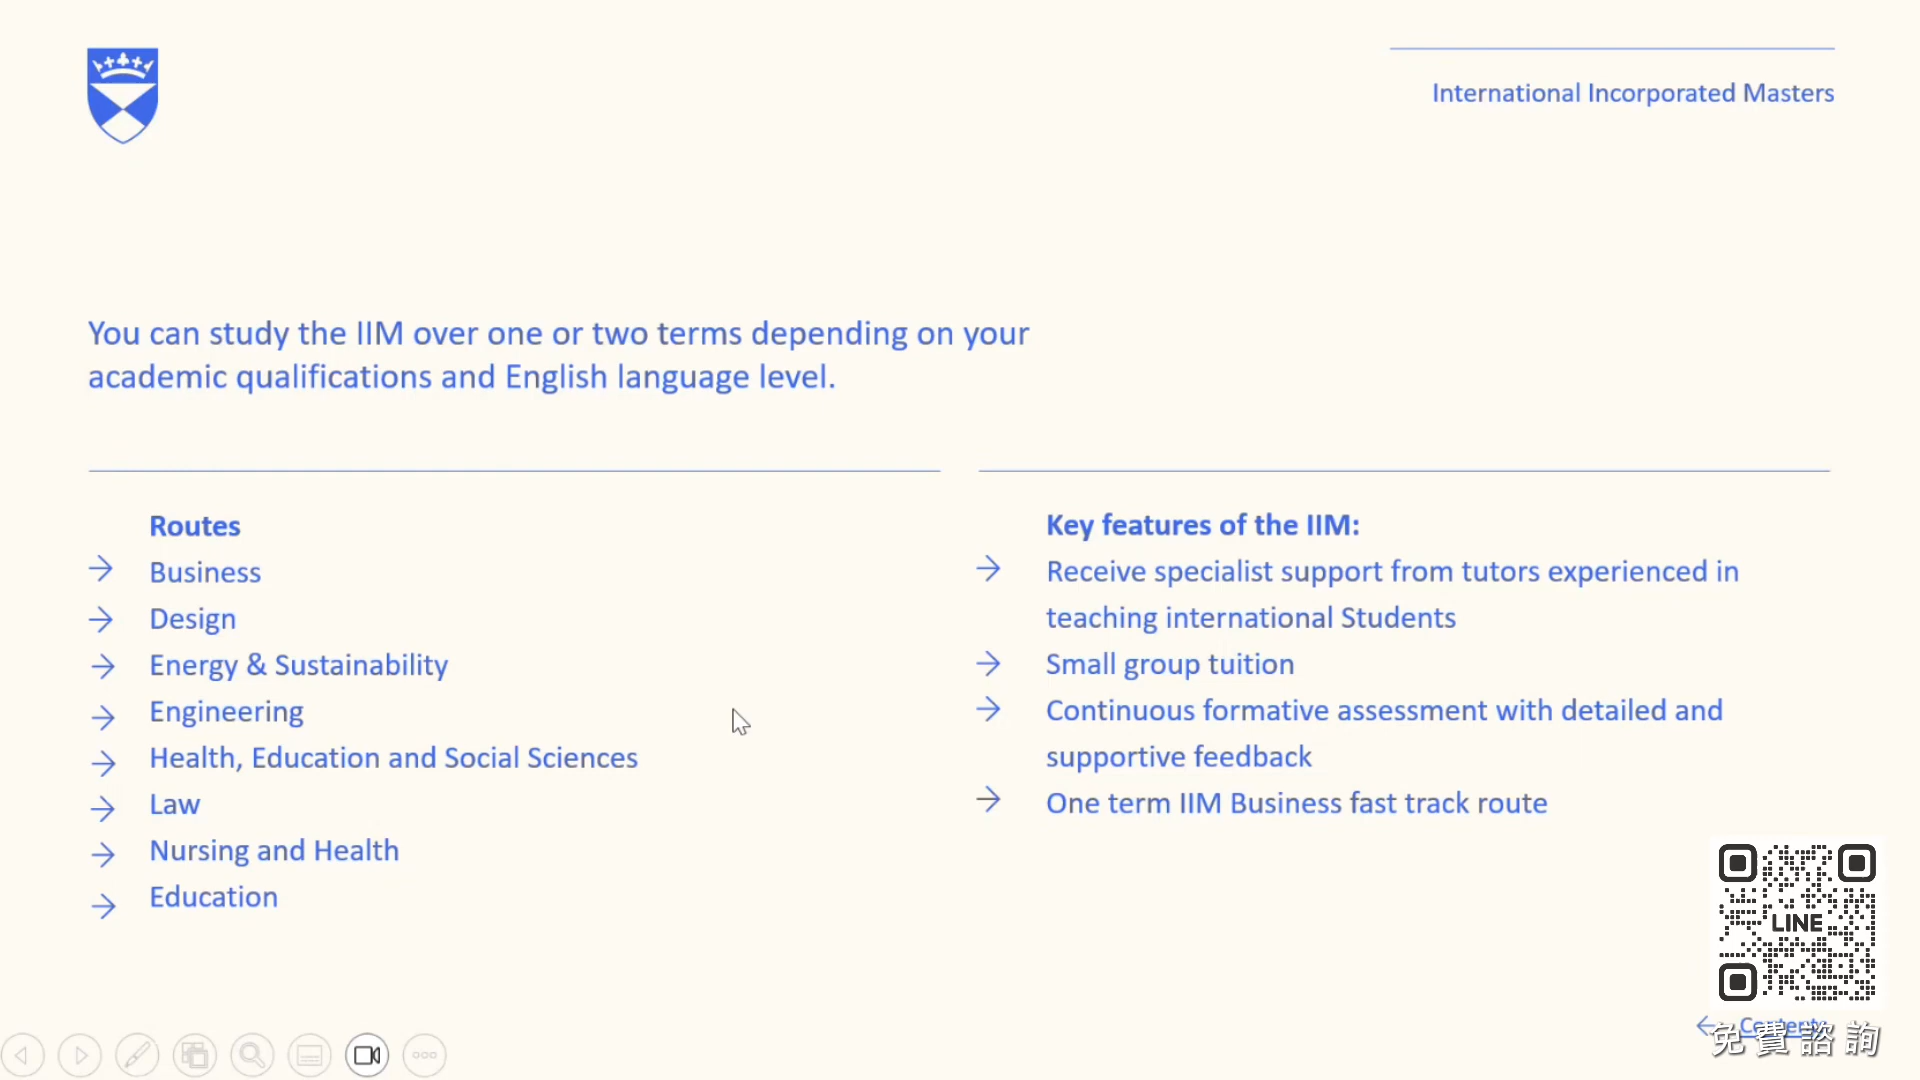 International Incorporated Masters
You can study the IIM over one or two terms depending on your
academic qualifications and English language level.
Routes
Business
Design
Energy & Sustainability
Engineering
Health, Education and Social Sciences
Law
Nursing and Health
Education
Key features of the IIM:
Receive specialist support from tutors experienced in
teaching international Students
Small group tuition
Continuous formative assessment with detailed and
supportive feedback
One term IIM Business fast track route
LINE
Contents
免費諮詢